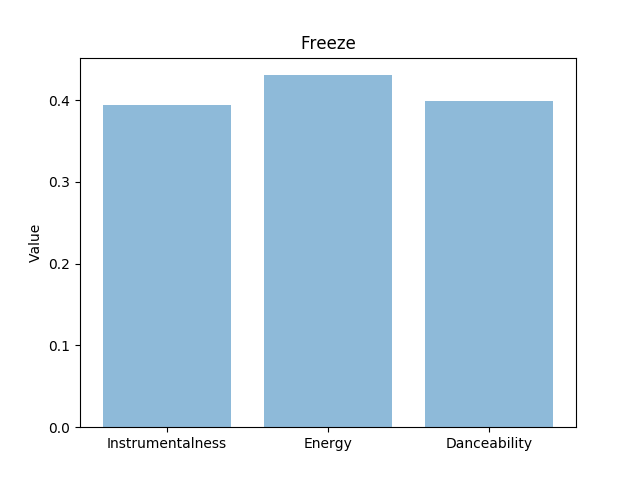 Freeze
Value
0.4
0.3
0.2
0.1
0.0
Instrumentalness
Energy
Danceability